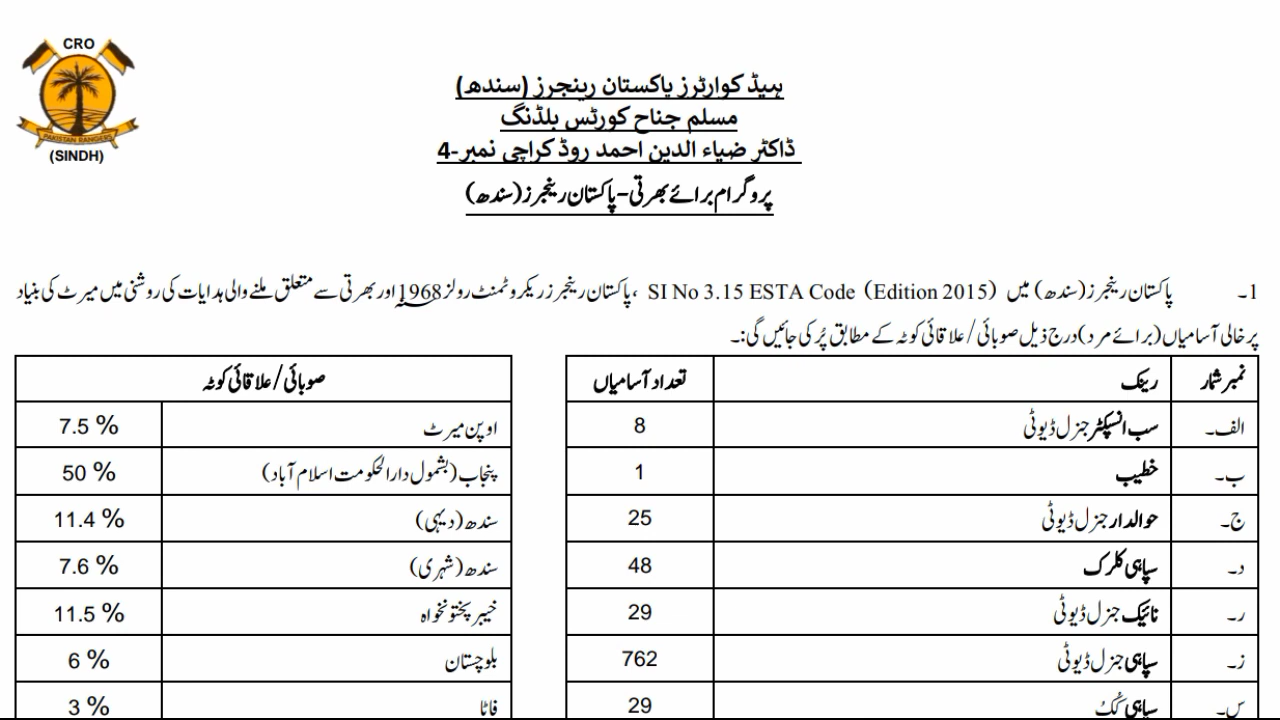 CRO
PAKISTAN RANGERS
(SINDH)
ہیڈ کوارٹرز پاکستان رینجرز (سندھ)
مسلم جناح کورٹس بلڈنگ
ڈاکٹر ضیاء الدین احمد روڈ کراچی نمبر-4
پروگرام برائے بھرتی-پاکستان رینجرز (سندھ)
1۔ پاکستان رینجرز (سندھ) میں SI No 3.15 ESTA Code (Edition 2015) ،پاکستان رینجرز ریکروٹمنٹ رولز 1968 اور بھرتی سے متعلق ملنے والی ہدایات کی روشنی میں میرٹ کی بنیاد
پر خالی آسامیاں (برائے مرد) درج ذیل صوبائی / علاقائی کوٹہ کے مطابق پُر کی جائیں گی:۔
نمبر شمار رینک تعداد آسامیاں
الف۔ سب انسپکٹر جنرل ڈیوٹی 8
ب۔ خطیب 1
ج۔ حوالدار جنرل ڈیوٹی 25
د۔ سپاہی کلرک 48
ر۔ نائیک جنرل ڈیوٹی 29
ز۔ سپاہی جنرل ڈیوٹی 762
س۔ سپاہی کُک 29
صوبائی / علاقائی کوٹہ
اوپن میرٹ 7.5 %
پنجاب (بشمول دارالحکومت اسلام آباد) 50 %
سندھ (دیہی) 11.4 %
سندھ (شہری) 7.6 %
خیبر پختونخواہ 11.5 %
بلوچستان 6 %
فاٹا 3 %